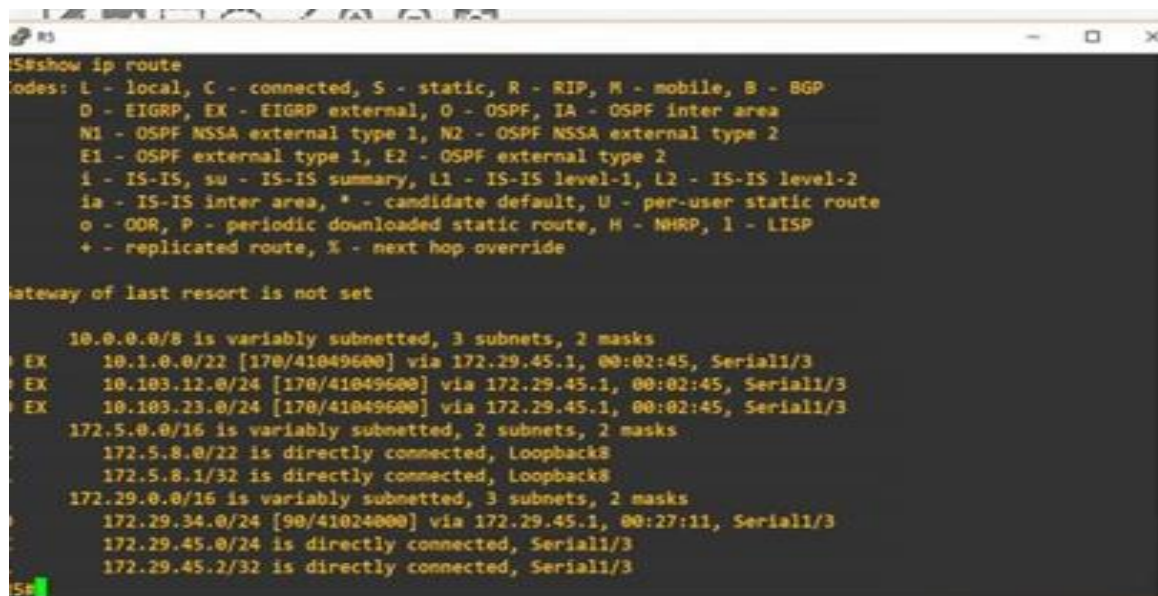 R5
5#show ip route
odes: L - local, C - connected, S - static, R - RIP, M - mobile, B - BGP
D - EIGRP, EX - EIGRP external, O - OSPF, IA - OSPF inter area
N1 - OSPF NSSA external type 1, N2 - OSPF NSSA external type 2
E1 - OSPF external type 1, E2 - OSPF external type 2
i - IS-IS, su - IS-IS summary, L1 - IS-IS level-1, L2 - IS-IS level-2
ia - IS-IS inter area, * - candidate default, U - per-user static route
o - ODR, P - periodic downloaded static route, H - NHRP, l - LISP
+ - replicated route, % - next hop override
ateway of last resort is not set
10.0.0.0/8 is variably subnetted, 3 subnets, 2 masks
EX 10.1.0.0/22 [170/41049600] via 172.29.45.1, 00:02:45, Serial1/3
EX 10.103.12.0/24 [170/41049600] via 172.29.45.1, 00:02:45, Serial1/3
EX 10.103.23.0/24 [170/41049600] via 172.29.45.1, 00:02:45, Serial1/3
172.5.0.0/16 is variably subnetted, 2 subnets, 2 masks
172.5.8.0/22 is directly connected, Loopback8
172.5.8.1/32 is directly connected, Loopback8
172.29.0.0/16 is variably subnetted, 3 subnets, 2 masks
172.29.34.0/24 [90/41024000] via 172.29.45.1, 00:27:11, Serial1/3
172.29.45.0/24 is directly connected, Serial1/3
172.29.45.2/32 is directly connected, Serial1/3
5#